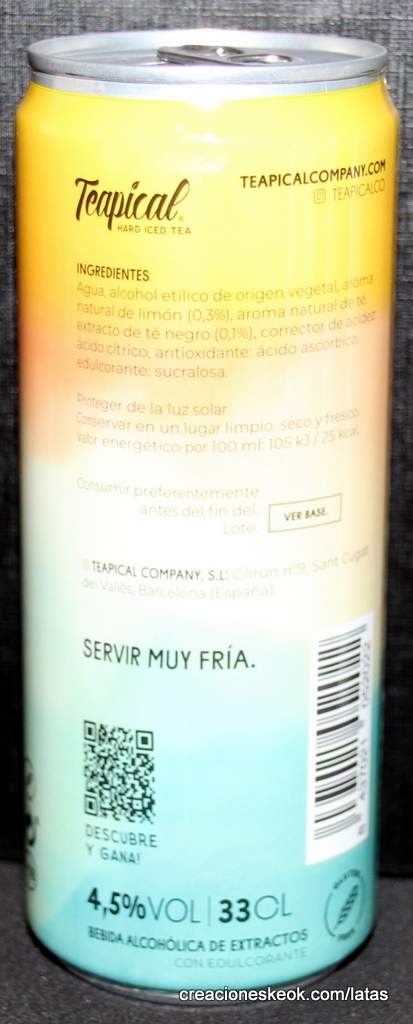 Teapical®
HARD ICED TEA
TEAPICALCOMPANY.COM
TEAPICALCO
INGREDIENTES
Agua, alcohol etílico de origen vegetal, aroma
natural de limón (0,3%), aroma natural de té,
extracto de té negro (0,1%), corrector de acidez
ácido cítrico, antioxidante: ácido ascórbico,
edulcorante: sucralosa.
Proteger de la luz solar.
Conservar en un lugar limpio, seco y fresco.
Valor energético por 100 ml: 105 kJ / 25 kcal.
Consumir preferentemente
antes del fin del:
Lote:
VER BASE.
TEAPICAL COMPANY, S.L: Citrun nº9, Sant Cugat
del Vallès, Barcelona (España).
SERVIR MUY FRÍA.
DESCUBRE
Y GANA!
4,5%VOL | 33CL
BEBIDA ALCOHÓLICA DE EXTRACTOS
CON EDULCORANTE
creacioneskeok.com/latas